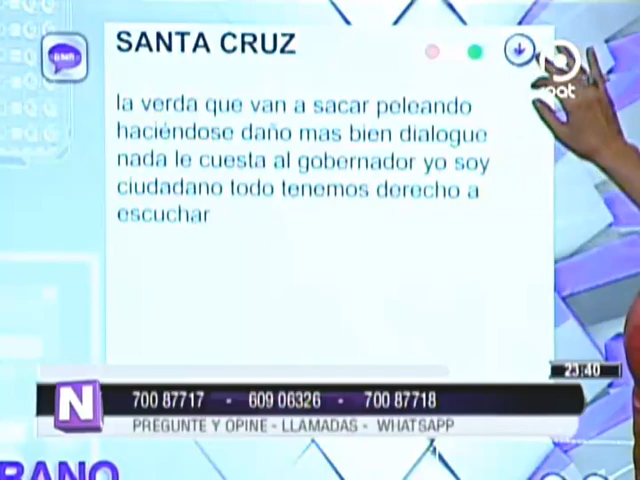 SANTA CRUZ
la verda que van a sacar peleando
haciéndose daño mas bien dialogue
nada le cuesta al gobernador yo soy
ciudadano todo tenemos derecho a
escuchar
23:40
N
700 87717 - 609 06326 - 700 87718
PREGUNTE Y OPINE - LLAMADAS - WHATSAPP
RANO